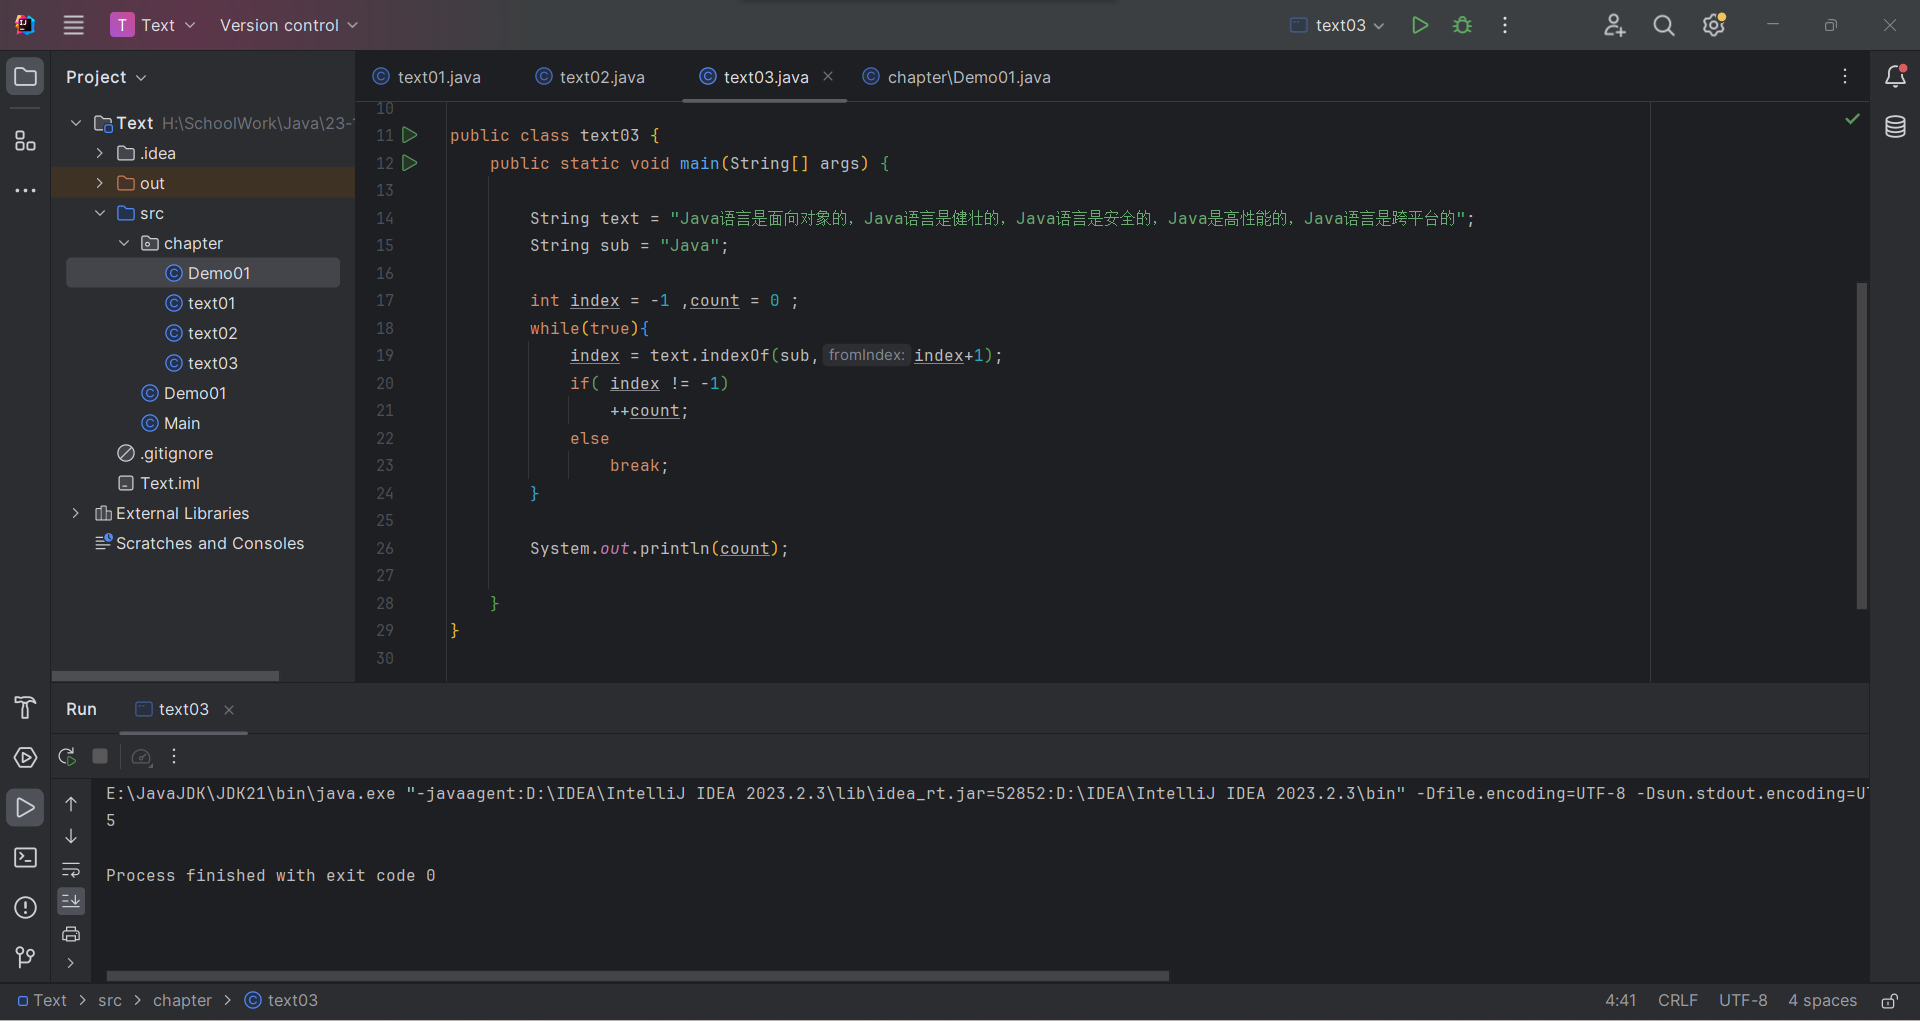 T Text Version control text03
Project
text01.java text02.java text03.java chapter\Demo01.java
Text H:\SchoolWork\Java\23-
.idea
out
src
chapter
Demo01
text01
text02
text03
Demo01
Main
.gitignore
Text.iml
External Libraries
Scratches and Consoles
10
11 public class text03 {
12 public static void main(String[] args) {
13
14 String text = "Java语言是面向对象的，Java语言是健壮的，Java语言是安全的，Java是高性能的，Java语言是跨平台的";
15 String sub = "Java";
16
17 int index = -1 ,count = 0 ;
18 while(true){
19 index = text.indexOf(sub, fromIndex: index+1);
20 if( index != -1)
21 ++count;
22 else
23 break;
24 }
25
26 System.out.println(count);
27
28 }
29 }
30
Run text03
E:\JavaJDK\JDK21\bin\java.exe "-javaagent:D:\IDEA\IntelliJ IDEA 2023.2.3\lib\idea_rt.jar=52852:D:\IDEA\IntelliJ IDEA 2023.2.3\bin" -Dfile.encoding=UTF-8 -Dsun.stdout.encoding=UT
5
Process finished with exit code 0
Text > src > chapter > text03 4:41 CRLF UTF-8 4 spaces